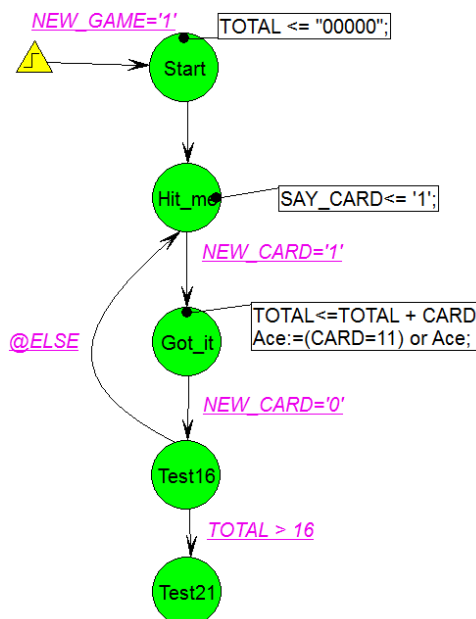 NEW_GAME='1'
TOTAL <= "00000";
Start
Hit_me
SAY_CARD<= '1';
NEW_CARD='1'
TOTAL<=TOTAL + CARD
Ace:=(CARD=11) or Ace;
@ELSE
Got_it
NEW_CARD='0'
Test16
TOTAL > 16
Test21